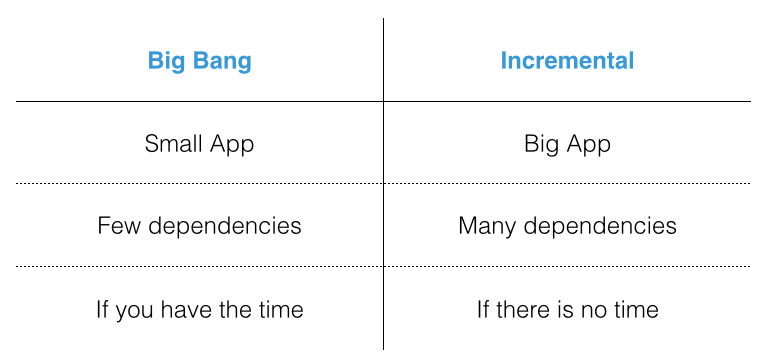 Big Bang
Incremental
Small App
Big App
Few dependencies
Many dependencies
If you have the time
If there is no time